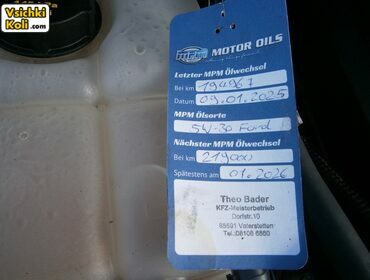 Vsichki
Koli.com
mpm MOTOR OILS
Letzter MPM Ölwechsel
Bei km 194967
Datum 09.01.2025
MPM Ölsorte
5W-30 Ford
Nächster MPM Ölwechsel
Bei km 219000
Spätestens am 01.2026
Theo Bader
KFZ-Meisterbetrieb
Dorfstr.10
85591 Vaterstetten
Tel.:08106 6850